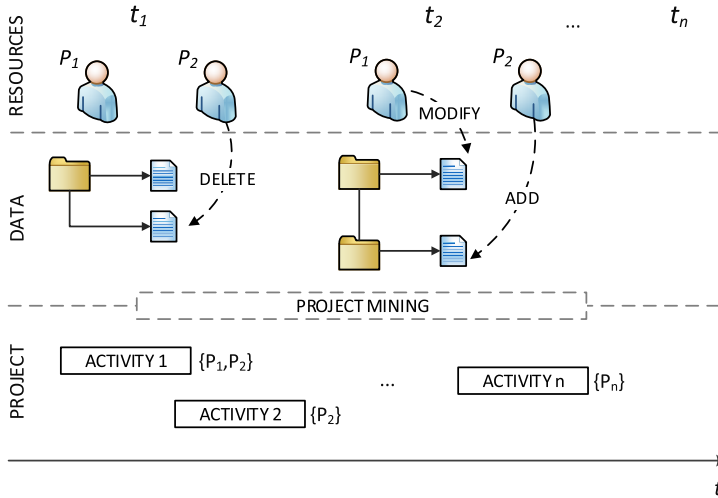 RESOURCES
t1 t2 ... tn
P1 P2 P1 P2
MODIFY
DATA
DELETE
ADD
PROJECT MINING
PROJECT
ACTIVITY 1 {P1,P2}
... ACTIVITY n {Pn}
ACTIVITY 2 {P2}
t